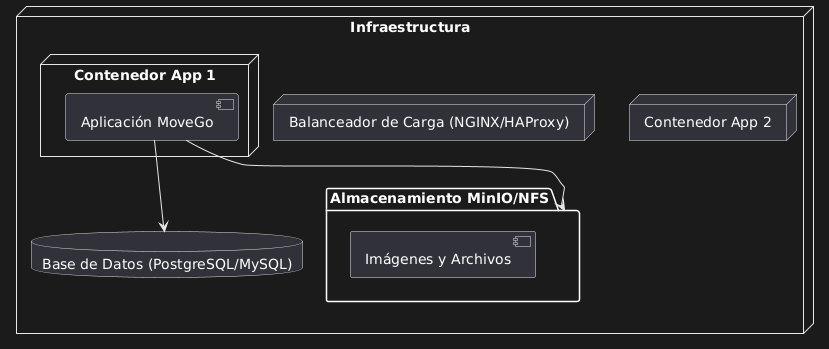 Infraestructura
Contenedor App 1
Aplicación MoveGo
Balanceador de Carga (NGINX/HAProxy)
Contenedor App 2
Almacenamiento MinIO/NFS
Imágenes y Archivos
Base de Datos (PostgreSQL/MySQL)